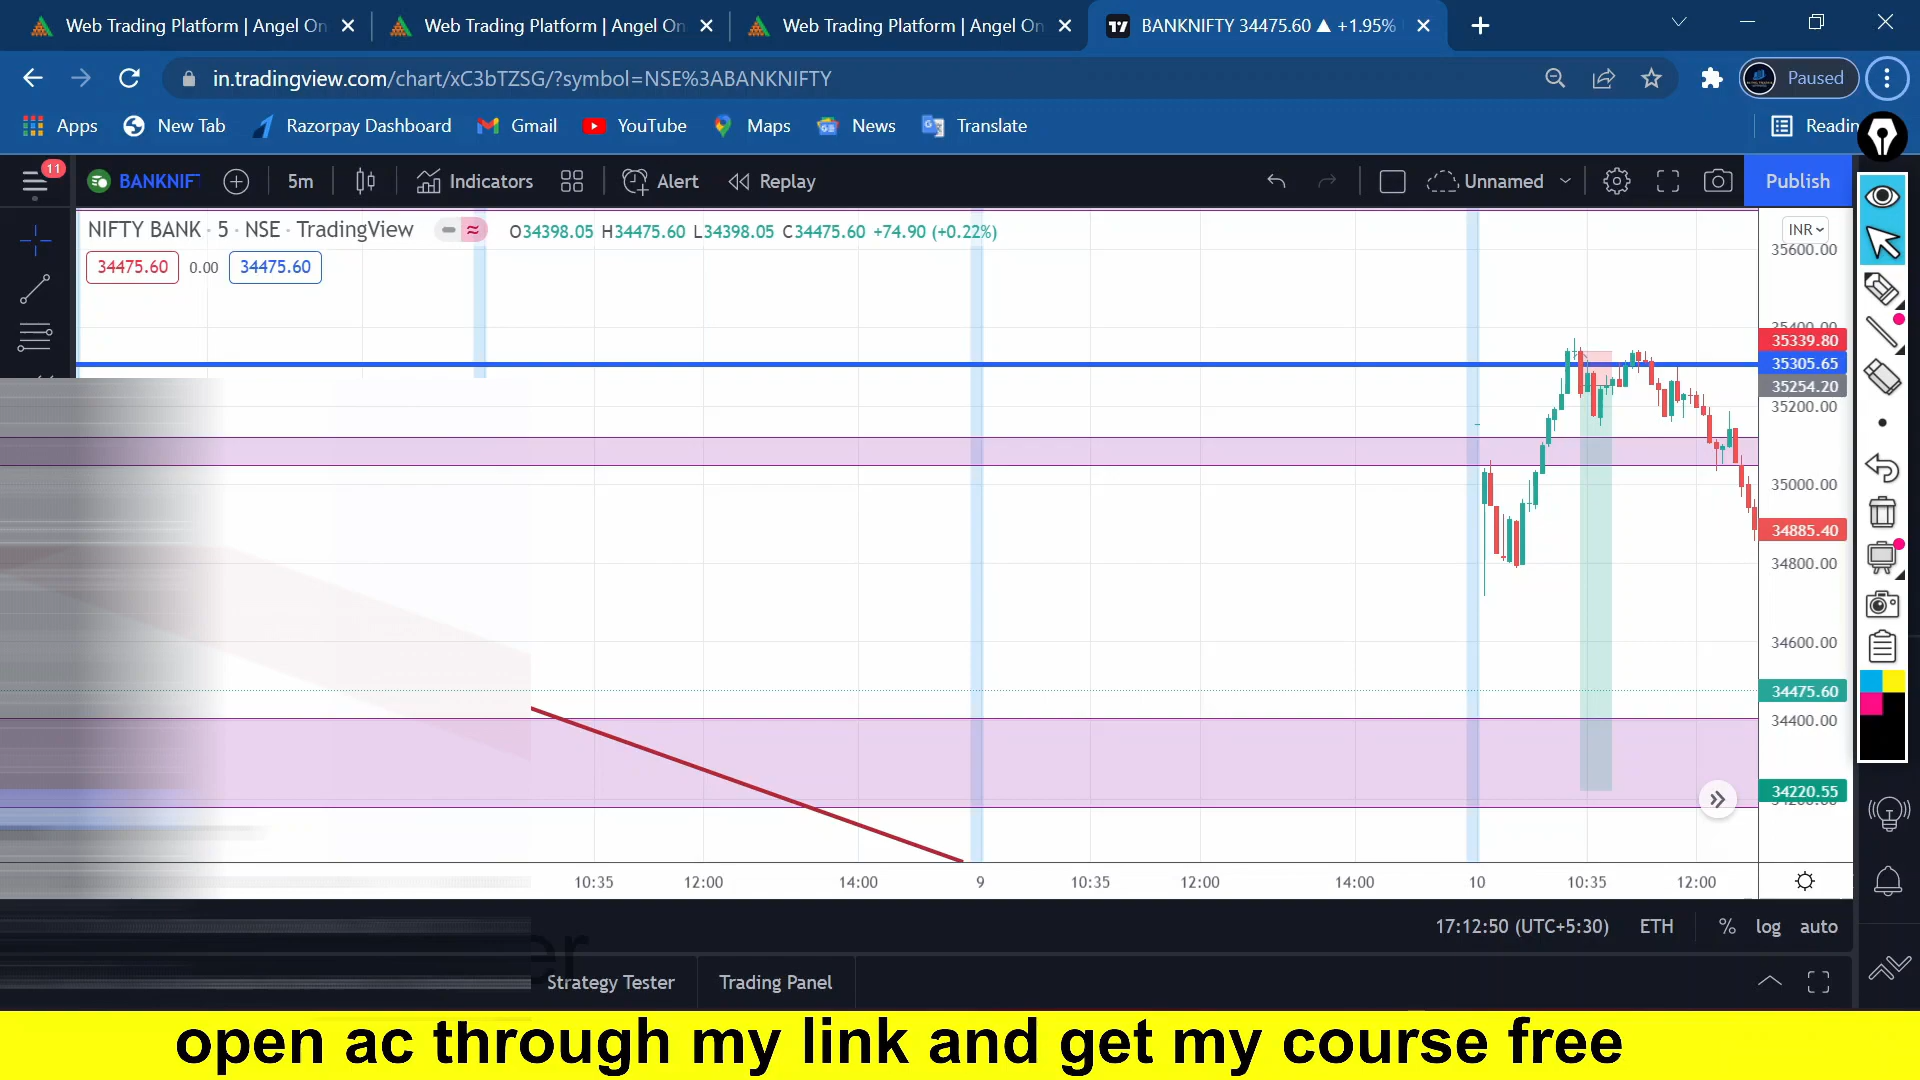 Web Trading Platform | Angel On
Web Trading Platform | Angel On
Web Trading Platform | Angel On
BANKNIFTY 34475.60 ▲ +1.95%
in.tradingview.com/chart/xC3bTZSG/?symbol=NSE%3ABANKNIFTY
Paused
Apps
New Tab
Razorpay Dashboard
Gmail
YouTube
Maps
News
Translate
Readin
11
BANKNIF
5m
Indicators
Alert
Replay
Unnamed
Publish
NIFTY BANK · 5 · NSE · TradingView
O34398.05 H34475.60 L34398.05 C34475.60 +74.90 (+0.22%)
INR
34475.60
0.00
34475.60
35600.00
35400.00
35339.80
35305.65
35254.20
35200.00
35000.00
34885.40
34800.00
34600.00
34475.60
34400.00
34220.55
34200.00
10:35
12:00
14:00
9
10:35
12:00
14:00
10
10:35
12:00
17:12:50 (UTC+5:30)
ETH
%
log
auto
Strategy Tester
Trading Panel
open ac through my link and get my course free